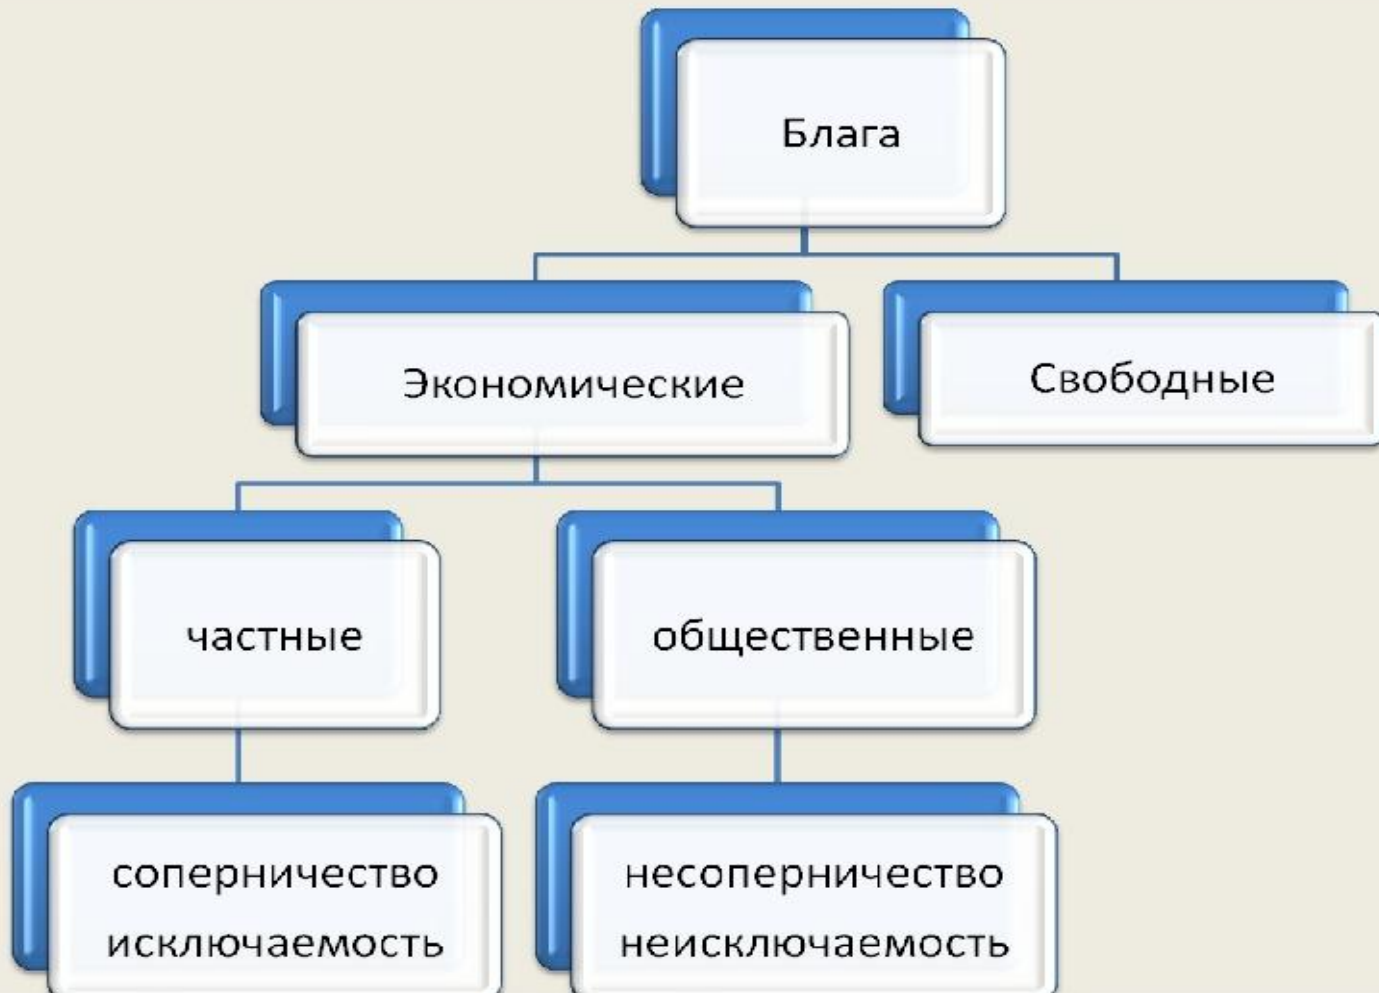 Блага
Экономические
Свободные
частные
общественные
соперничество
исключаемость
несоперничество
неисключаемость